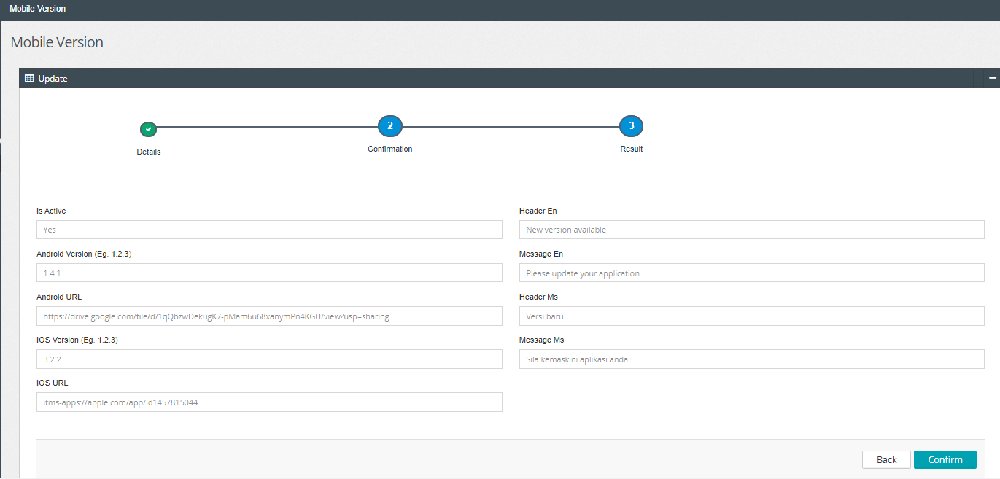 Mobile Version
Mobile Version
Update
2
3
Details
Confirmation
Result
Is Active
Yes
Android Version (Eg. 1.2.3)
1.4.1
Android URL
https://drive.google.com/file/d/1qQbzwDekugK7-pMam6u68xanymPn4KGU/view?usp=sharing
IOS Version (Eg. 1.2.3)
3.2.2
IOS URL
itms-apps://apple.com/app/id1457815044
Header En
New version available
Message En
Please update your application.
Header Ms
Versi baru
Message Ms
Sila kemaskini aplikasi anda.
Back
Confirm